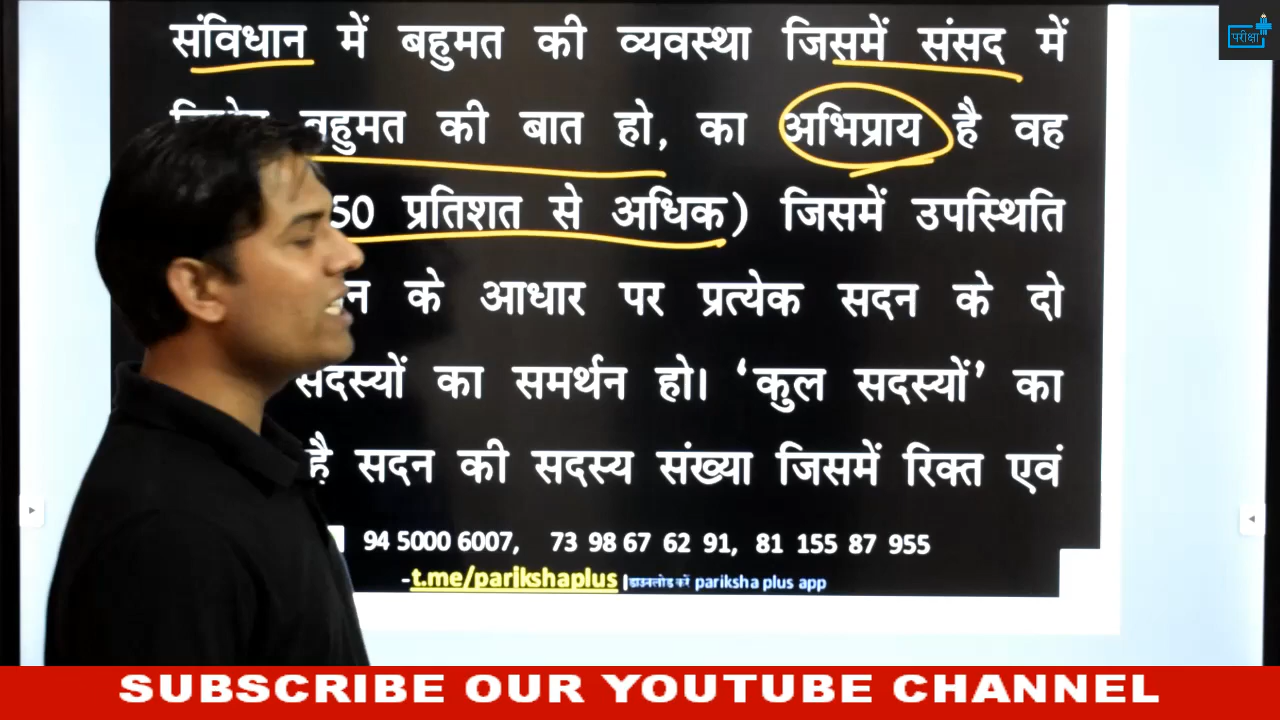 परीक्षा
संविधान में बहुमत की व्यवस्था जिसमें संसद में
बहुमत की बात हो, का अभिप्राय है वह
50 प्रतिशत से अधिक) जिसमें उपस्थिति
के आधार पर प्रत्येक सदन के दो
सदस्यों का समर्थन हो। ‘कुल सदस्यों’ का
है सदन की सदस्य संख्या जिसमें रिक्त एवं
94 5000 6007, 73 98 67 62 91, 81 155 87 955
-t.me/parikshaplus |डाउनलोड करें pariksha plus app
SUBSCRIBE OUR YOUTUBE CHANNEL